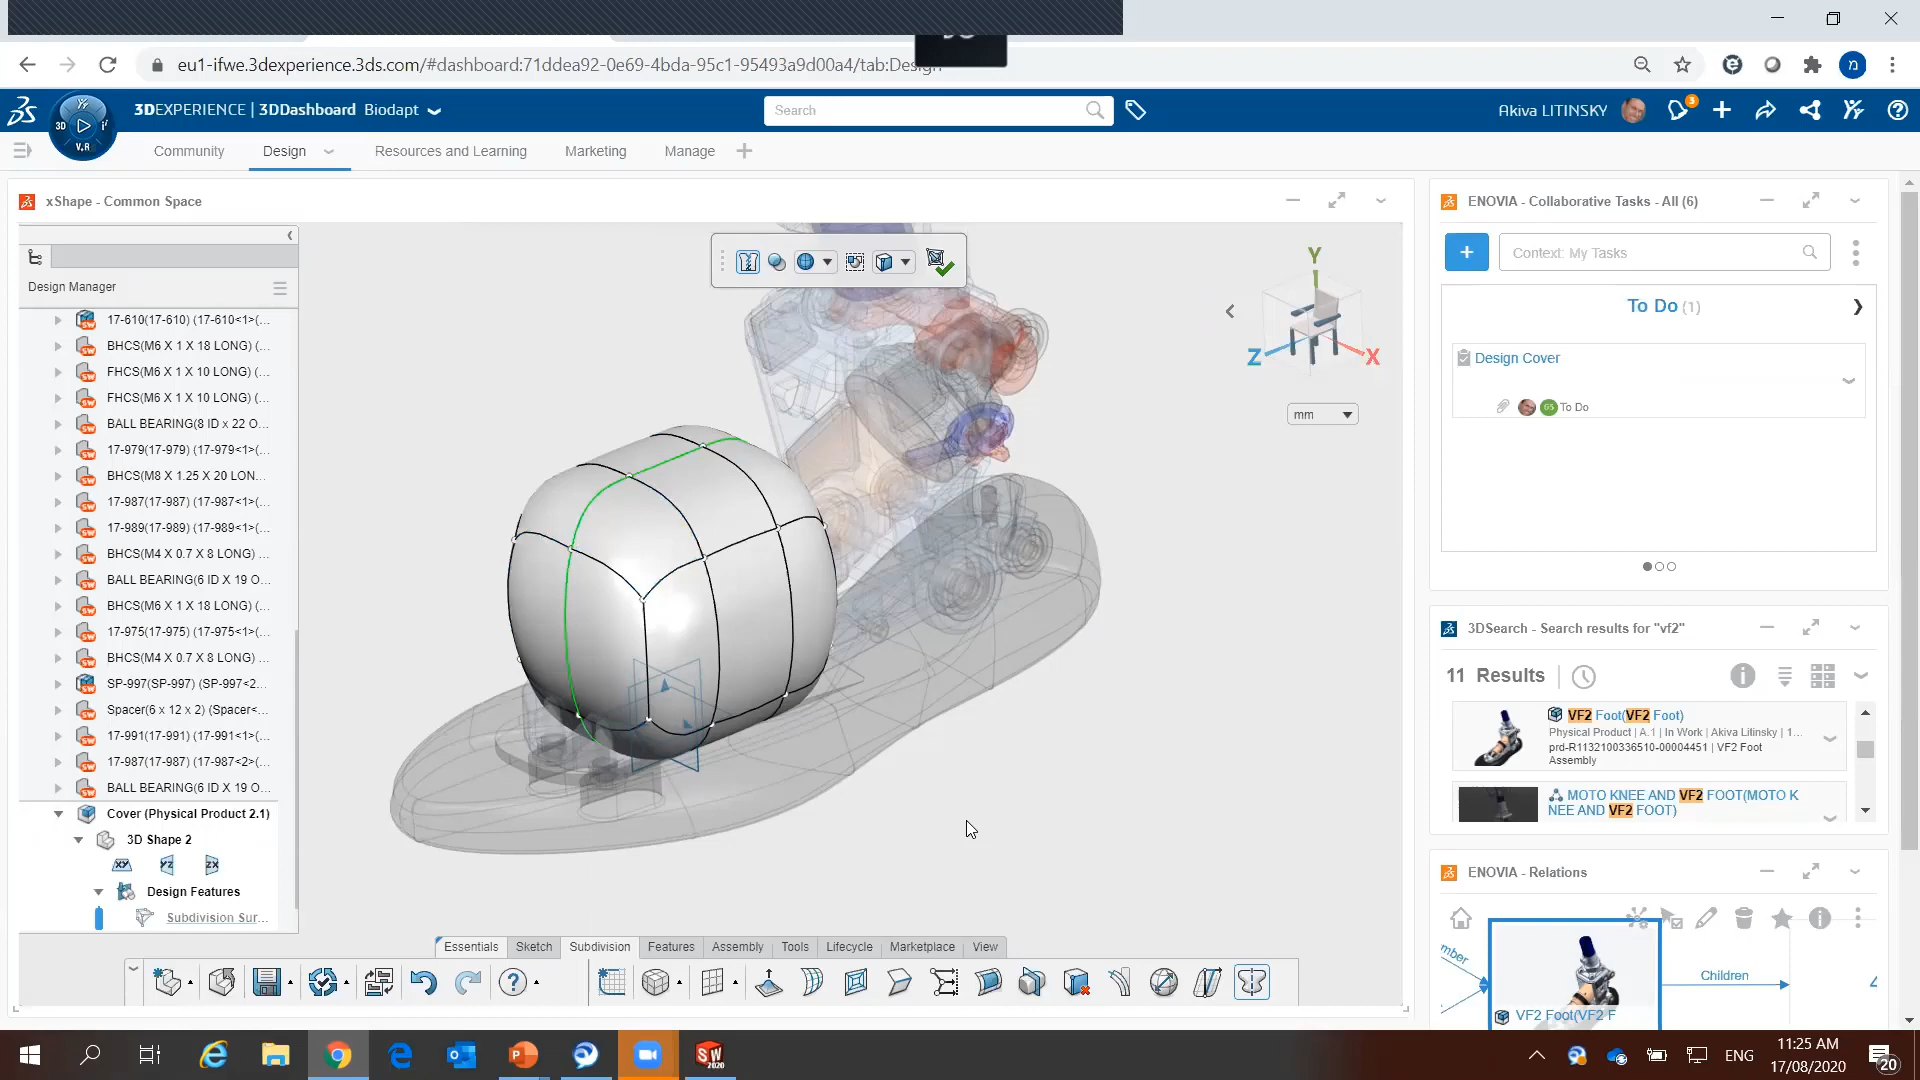 eu1-ifwe.3dexperience.3ds.com/#dashboard:71ddea92-0e69-4bda-95c1-95493a9d00a4/tab:Design
3DEXPERIENCE | 3DDashboard Biodapt
Search
Akiva LITINSKY
3
3D
V.R
Community
Design
Resources and Learning
Marketing
Manage
xShape - Common Space
Design Manager
17-610(17-610) (17-610<1>(...
BHCS(M6 X 1 X 18 LONG) (...
FHCS(M6 X 1 X 10 LONG) (...
FHCS(M6 X 1 X 10 LONG) (...
BALL BEARING(8 ID x 22 O...
17-979(17-979) (17-979<1>(...
BHCS(M8 X 1.25 X 20 LON...
17-987(17-987) (17-987<1>(...
17-989(17-989) (17-989<1>(...
BHCS(M4 X 0.7 X 8 LONG) ...
BALL BEARING(6 ID X 19 O...
BHCS(M6 X 1 X 18 LONG) (...
17-975(17-975) (17-975<1>(...
BHCS(M4 X 0.7 X 8 LONG) ...
SP-997(SP-997) (SP-997<2...
Spacer(6 x 12 x 2) (Spacer<...
17-991(17-991) (17-991<1>(...
17-987(17-987) (17-987<2>(...
BALL BEARING(6 ID X 19 O...
Cover (Physical Product 2.1)
3D Shape 2
XY YZ ZX
Design Features
Subdivision Sur...
Y
Z
X
mm
Essentials
Sketch
Subdivision
Features
Assembly
Tools
Lifecycle
Marketplace
View
ENOVIA - Collaborative Tasks - All (6)
Context: My Tasks
To Do (1)
Design Cover
GS To Do
3DSearch - Search results for "vf2"
11 Results
VF2 Foot(VF2 Foot)
Physical Product | A.1 | In Work | Akiva Litinsky | 1...
prd-R1132100336510-00004451 | VF2 Foot
Assembly
MOTO KNEE AND VF2 FOOT(MOTO K
NEE AND VF2 FOOT)
ENOVIA - Relations
mber
Children
VF2 Foot(VF2 F
ENG
11:25 AM
17/08/2020
20